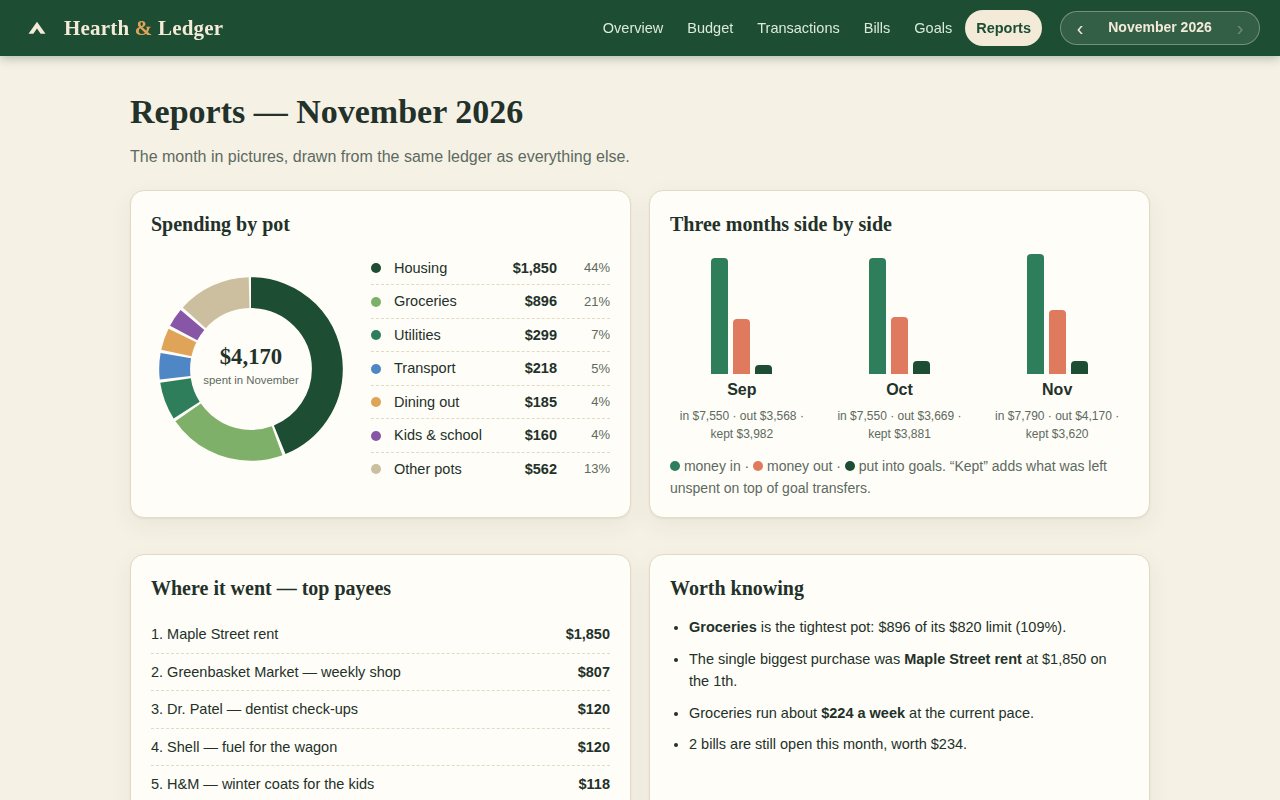 Hearth & Ledger
Overview
Budget
Transactions
Bills
Goals
Reports
‹
November 2026
›
Reports — November 2026
The month in pictures, drawn from the same ledger as everything else.
Spending by pot
$4,170
spent in November
Housing $1,850 44%
Groceries $896 21%
Utilities $299 7%
Transport $218 5%
Dining out $185 4%
Kids & school $160 4%
Other pots $562 13%
Three months side by side
Sep
in $7,550 · out $3,568 ·
kept $3,982
Oct
in $7,550 · out $3,669 ·
kept $3,881
Nov
in $7,790 · out $4,170 ·
kept $3,620
money in · money out · put into goals. “Kept” adds what was left
unspent on top of goal transfers.
Where it went — top payees
1. Maple Street rent $1,850
2. Greenbasket Market — weekly shop $807
3. Dr. Patel — dentist check-ups $120
4. Shell — fuel for the wagon $120
5. H&M — winter coats for the kids $118
Worth knowing
• Groceries is the tightest pot: $896 of its $820 limit (109%).
• The single biggest purchase was Maple Street rent at $1,850 on
the 1th.
• Groceries run about $224 a week at the current pace.
• 2 bills are still open this month, worth $234.